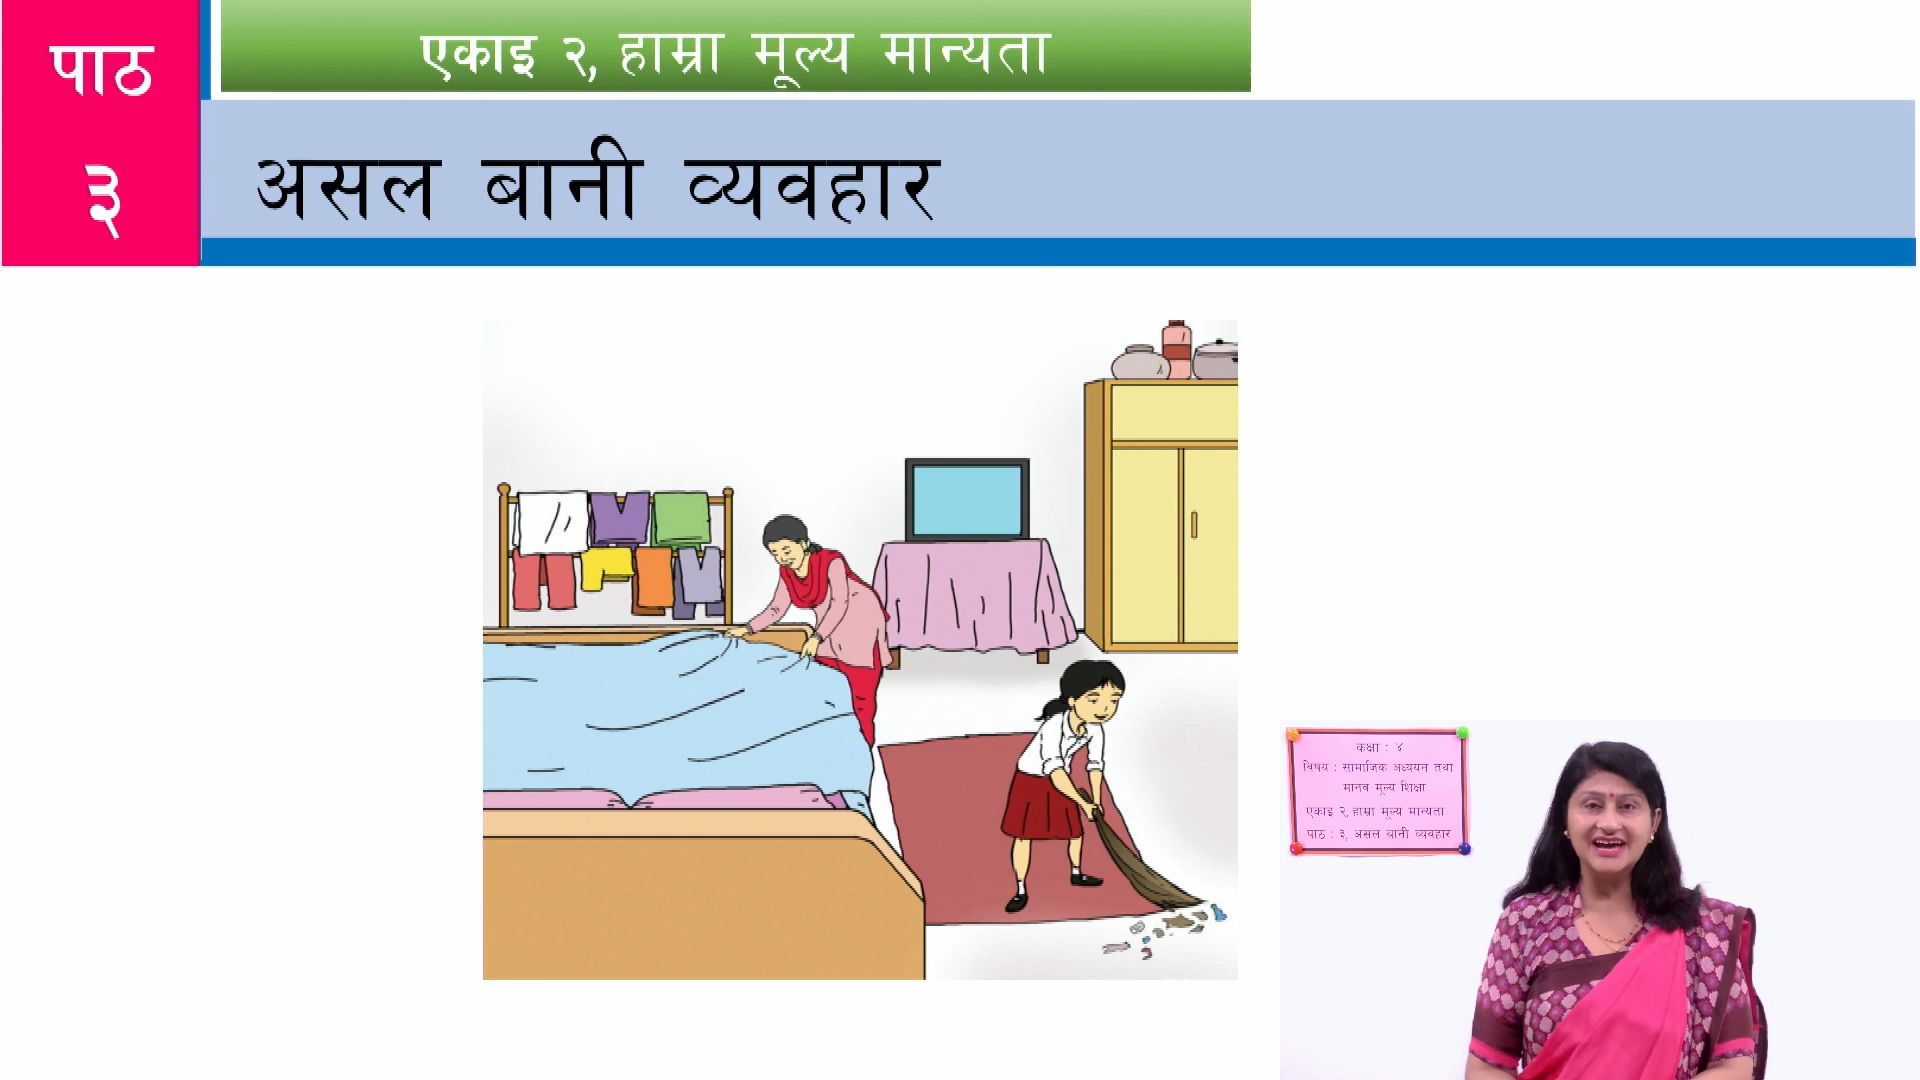 पाठ
३
एकाइ २, हाम्रा मूल्य मान्यता
असल बानी व्यवहार
कक्षा : ४
विषय : सामाजिक अध्ययन तथा
मानव मूल्य शिक्षा
एकाइ २, हाम्रा मूल्य मान्यता
पाठ : ३, असल बानी व्यवहार